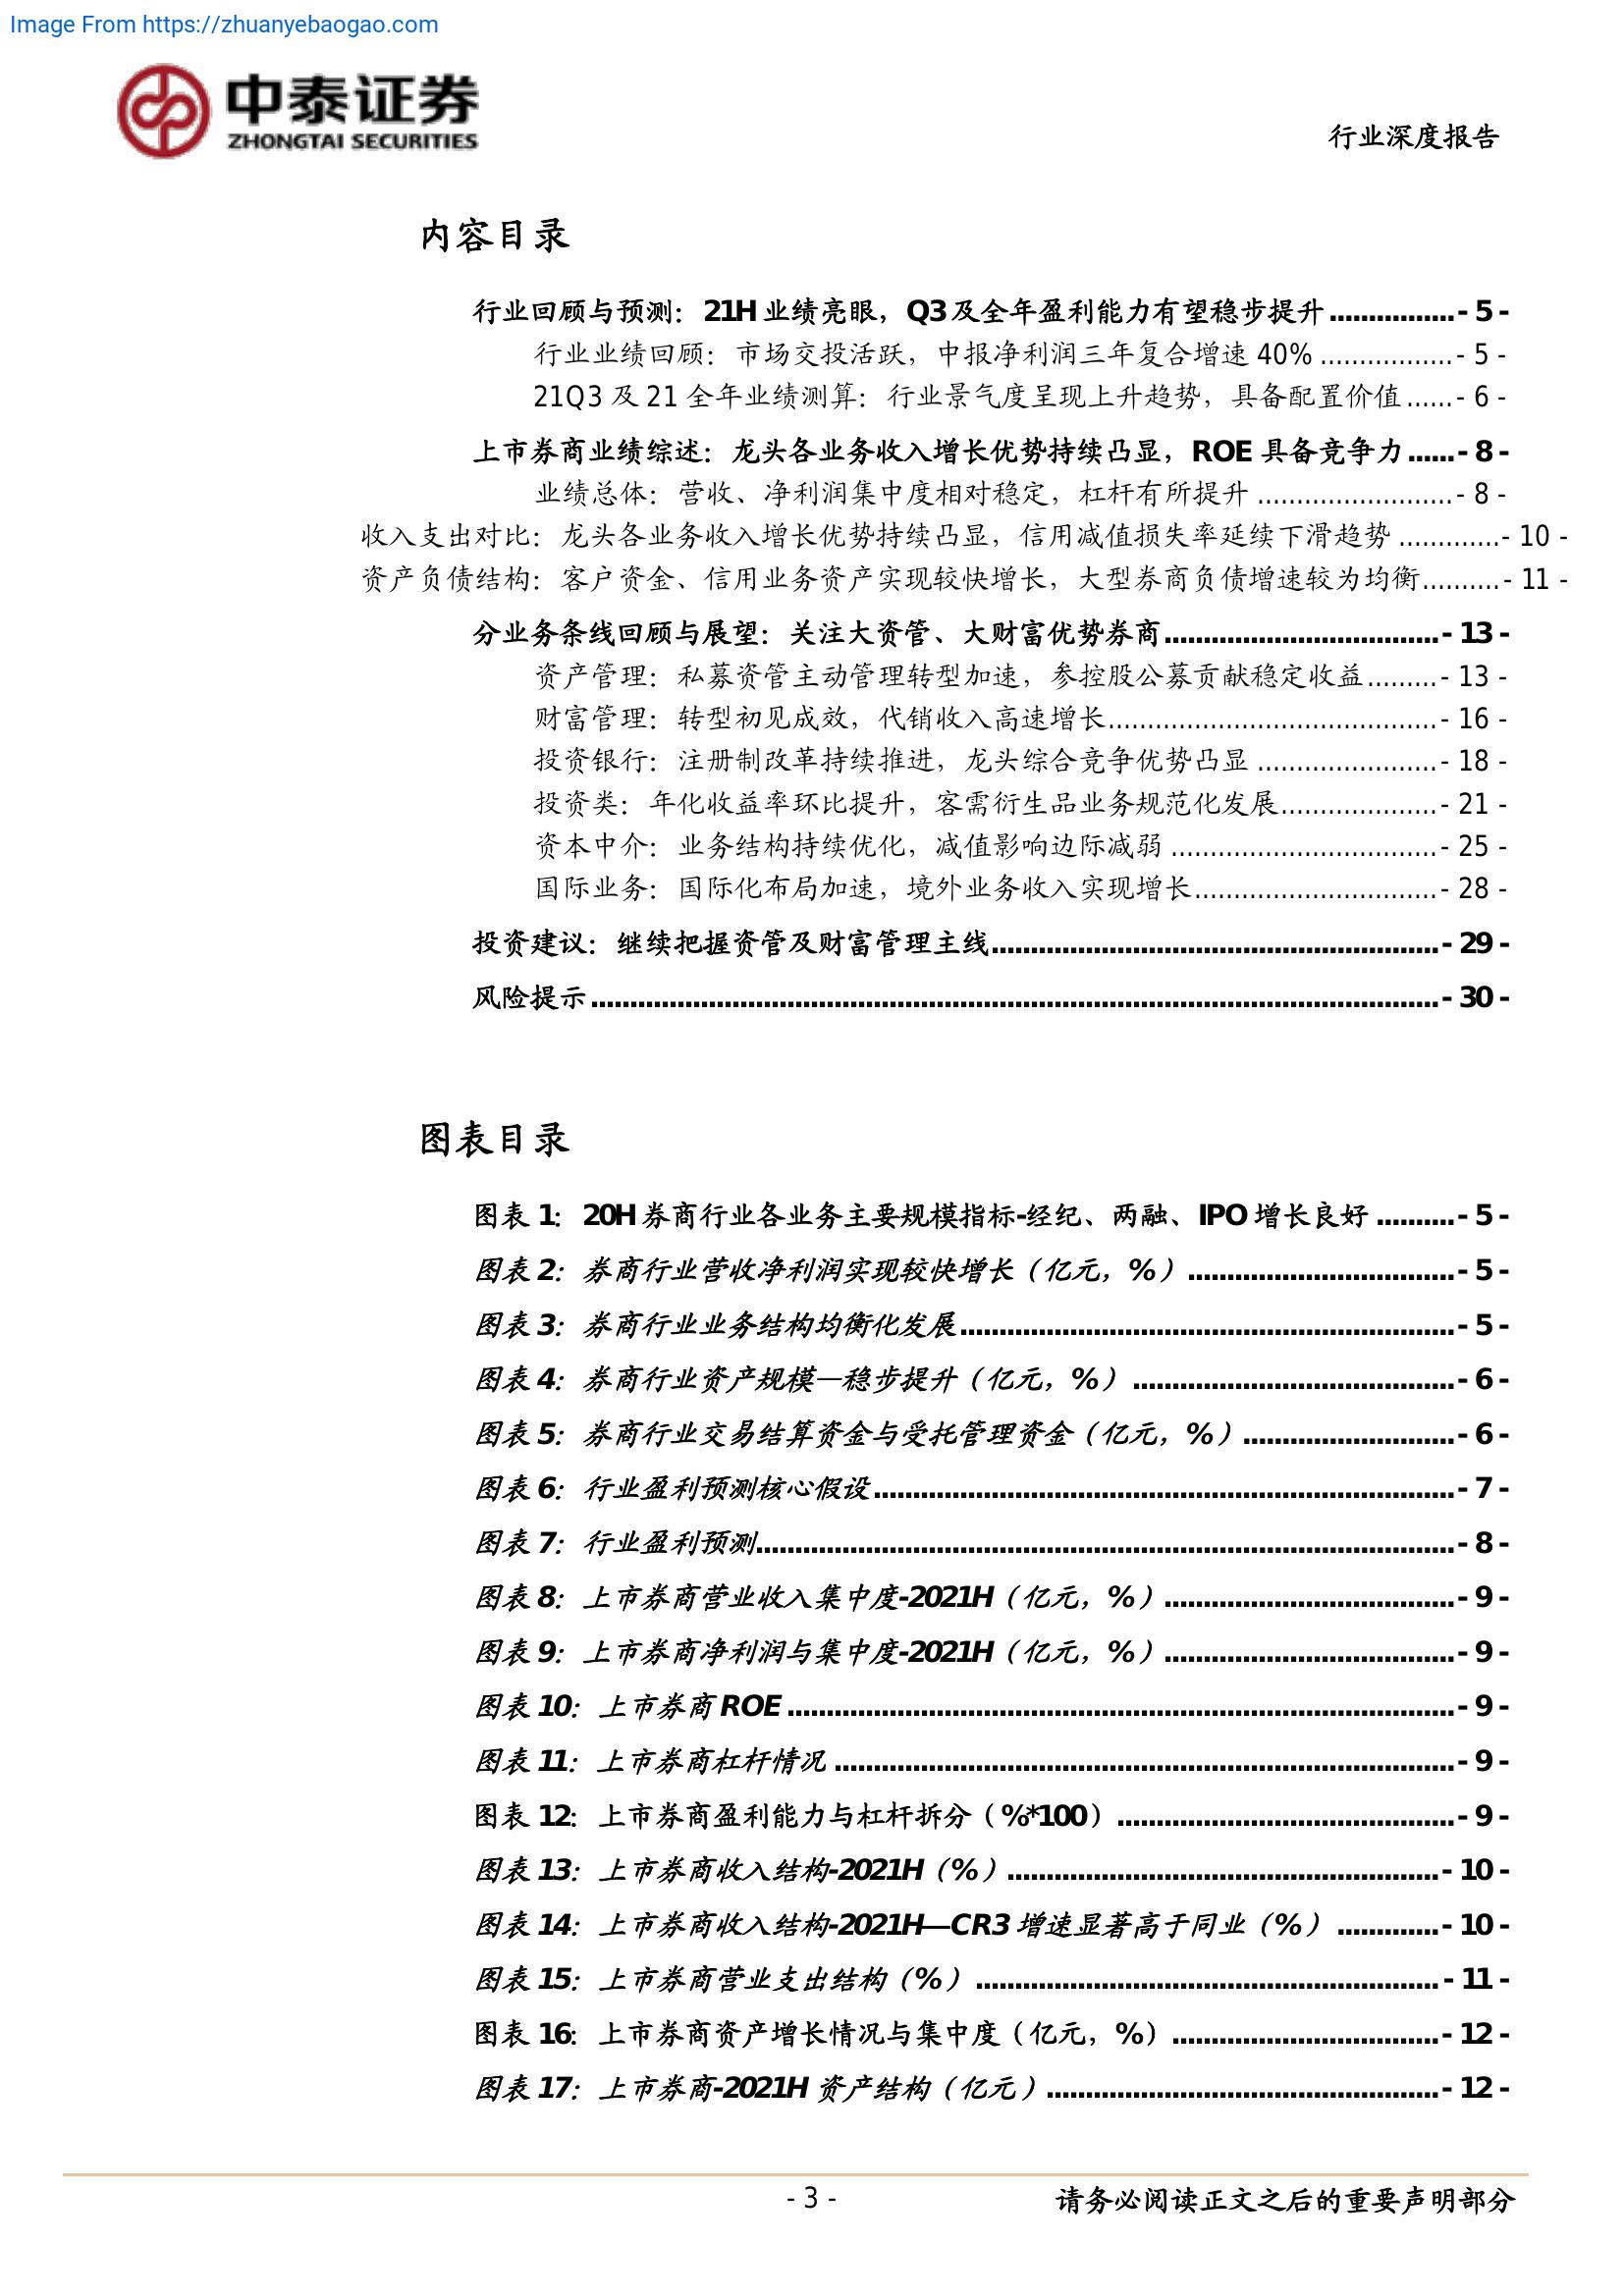 Image From https://zhuanyebaogao.com
中泰证券
ZHONGTAI SECURITIES
行业深度报告
内容目录
行业回顾与预测：21H 业绩亮眼，Q3 及全年盈利能力有望稳步提升................- 5 -
行业业绩回顾：市场交投活跃，中报净利润三年复合增速 40% .................- 5 -
21Q3 及 21 全年业绩测算：行业景气度呈现上升趋势，具备配置价值......- 6 -
上市券商业绩综述：龙头各业务收入增长优势持续凸显，ROE 具备竞争力......- 8 -
业绩总体：营收、净利润集中度相对稳定，杠杆有所提升 .........................- 8 -
收入支出对比：龙头各业务收入增长优势持续凸显，信用减值损失率延续下滑趋势 .............- 10 -
资产负债结构：客户资金、信用业务资产实现较快增长，大型券商负债增速较为均衡..........- 11 -
分业务条线回顾与展望：关注大资管、大财富优势券商...................................- 13 -
资产管理：私募资管主动管理转型加速，参控股公募贡献稳定收益.........- 13 -
财富管理：转型初见成效，代销收入高速增长..........................................- 16 -
投资银行：注册制改革持续推进，龙头综合竞争优势凸显 .......................- 18 -
投资类：年化收益率环比提升，客需衍生品业务规范化发展....................- 21 -
资本中介：业务结构持续优化，减值影响边际减弱 ..................................- 25 -
国际业务：国际化布局加速，境外业务收入实现增长...............................- 28 -
投资建议：继续把握资管及财富管理主线.........................................................- 29 -
风险提示............................................................................................................- 30 -
图表目录
图表 1：20H 券商行业各业务主要规模指标-经纪、两融、IPO 增长良好 ..........- 5 -
图表 2：券商行业营收净利润实现较快增长（亿元，%）..................................- 5 -
图表 3：券商行业业务结构均衡化发展...............................................................- 5 -
图表 4：券商行业资产规模—稳步提升（亿元，%）.........................................- 6 -
图表 5：券商行业交易结算资金与受托管理资金（亿元，%）...........................- 6 -
图表 6：行业盈利预测核心假设..........................................................................- 7 -
图表 7：行业盈利预测.........................................................................................- 8 -
图表 8：上市券商营业收入集中度-2021H（亿元，%）.....................................- 9 -
图表 9：上市券商净利润与集中度-2021H（亿元，%）.....................................- 9 -
图表 10：上市券商 ROE .....................................................................................- 9 -
图表 11：上市券商杠杆情况 ...............................................................................- 9 -
图表 12：上市券商盈利能力与杠杆拆分（%*100）...........................................- 9 -
图表 13：上市券商收入结构-2021H（%）.......................................................- 10 -
图表 14：上市券商收入结构-2021H—CR3 增速显著高于同业（%）.............- 10 -
图表 15：上市券商营业支出结构（%）...........................................................- 11 -
图表 16：上市券商资产增长情况与集中度（亿元，%）..................................- 12 -
图表 17：上市券商-2021H 资产结构（亿元）..................................................- 12 -
- 3 -
请务必阅读正文之后的重要声明部分